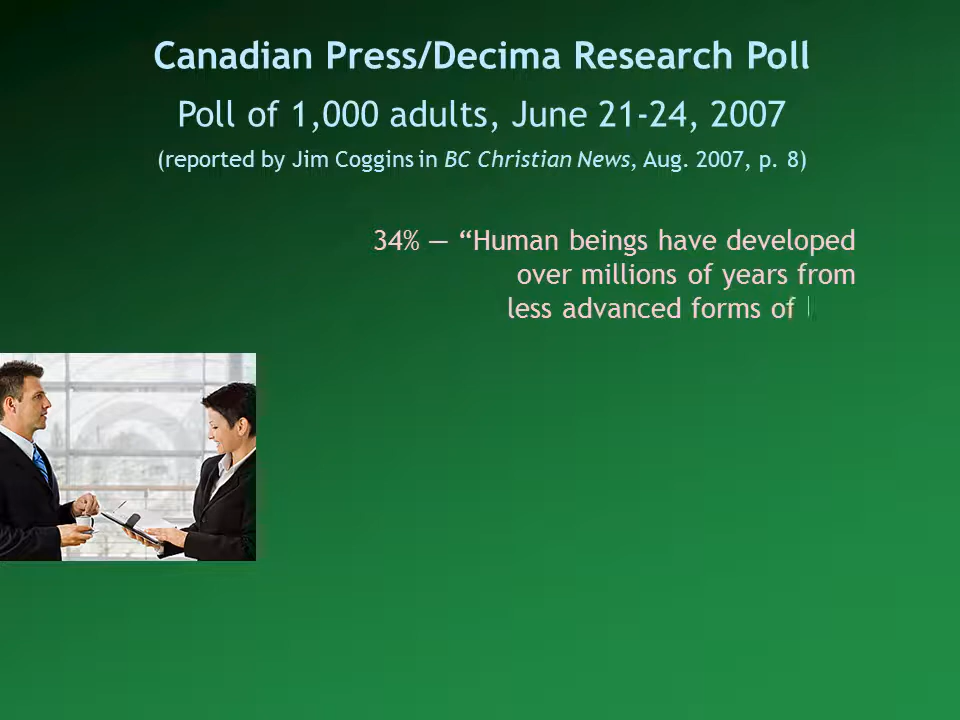 Canadian Press/Decima Research Poll
Poll of 1,000 adults, June 21-24, 2007
(reported by Jim Coggins in BC Christian News, Aug. 2007, p. 8)
34% — “Human beings have developed
over millions of years from
less advanced forms of